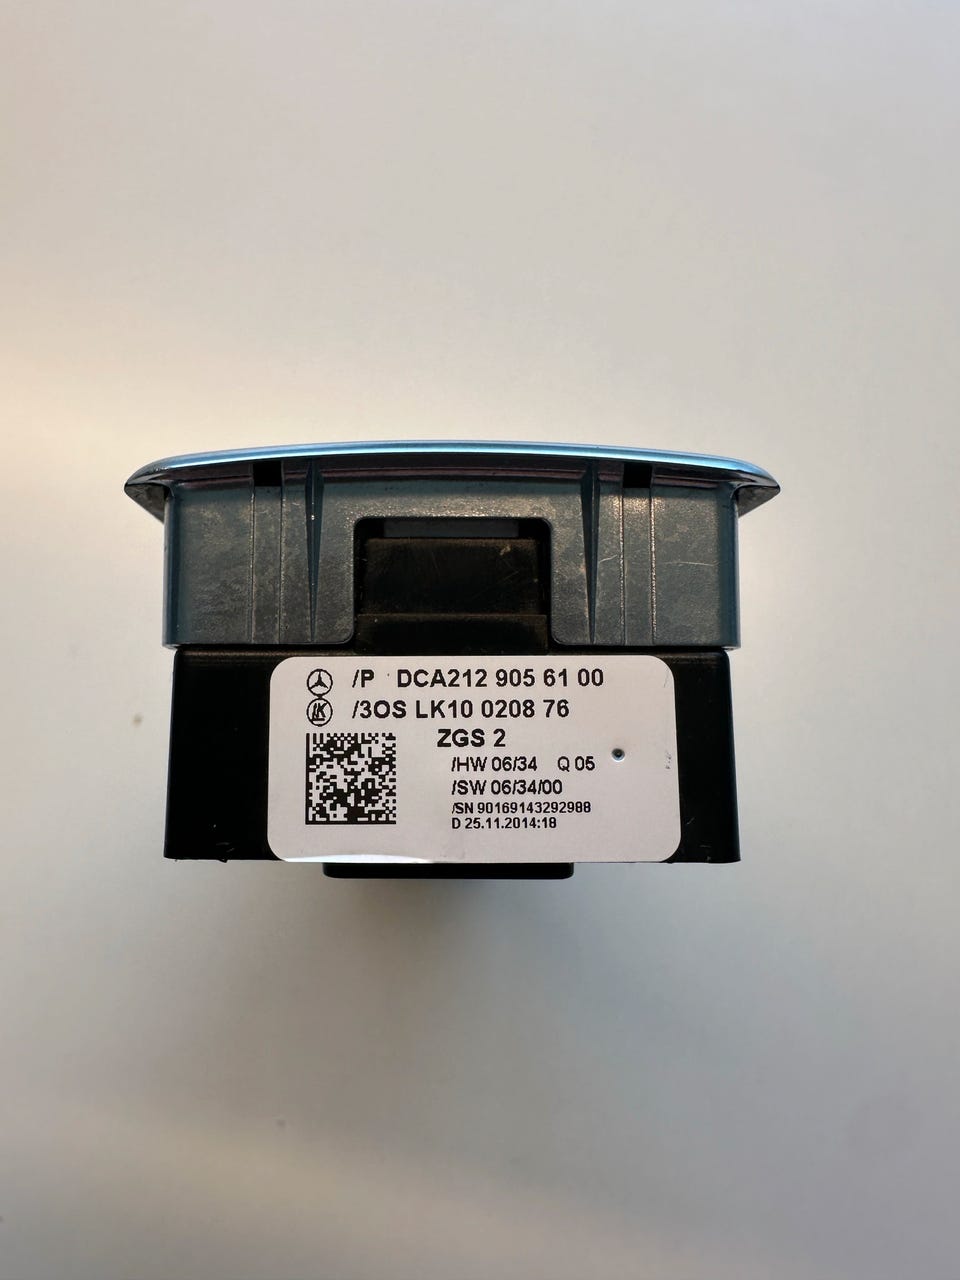 /P DCA212 905 61 00
LK /3OS LK10 0208 76
ZGS 2
/HW 06/34 Q 05
/SW 06/34/00
/SN 90169143292988
D 25.11.2014:18